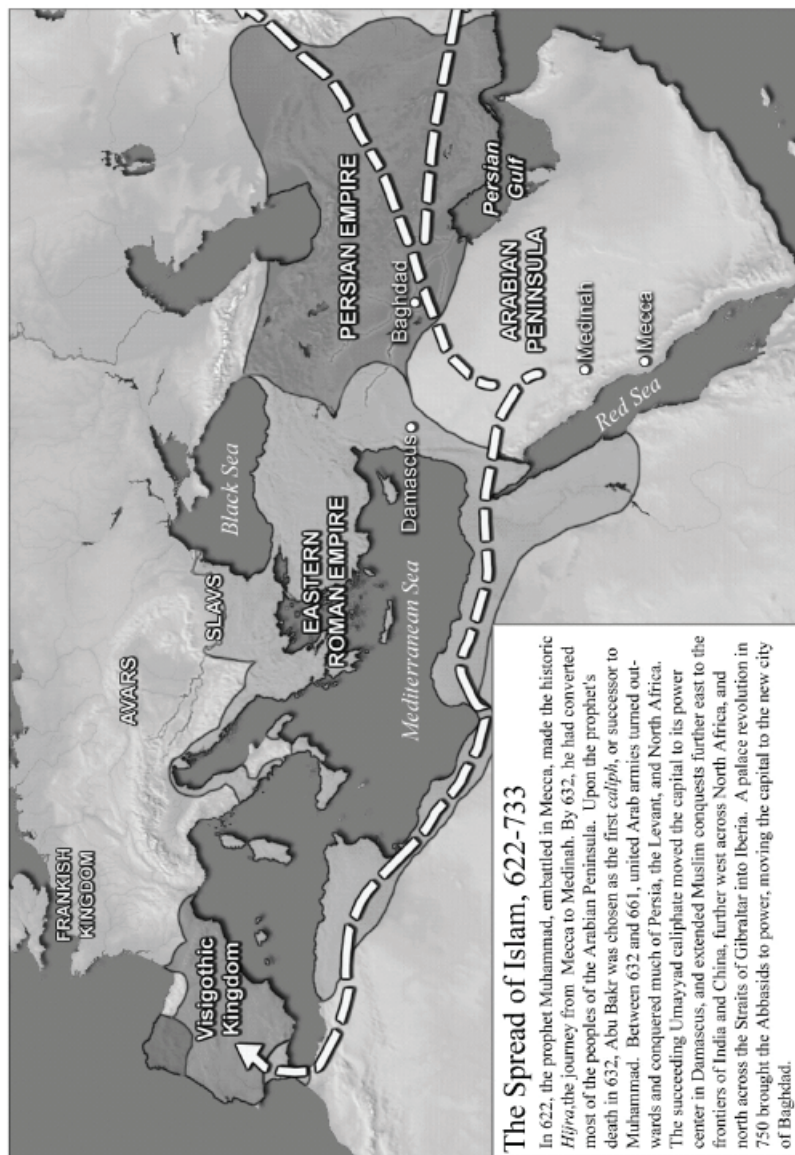 FRANKISH
KINGDOM
AVARS
SLAVS
Black Sea
Visigothic
Kingdom
EASTERN
ROMAN EMPIRE
Mediterranean Sea
Damascus
PERSIAN EMPIRE
Baghdad
Persian
Gulf
ARABIAN
PENINSULA
Medinah
Mecca
Red Sea
The Spread of Islam, 622-733
In 622, the prophet Muhammad, embattled in Mecca, made the historic
Hijra,the journey from Mecca to Medinah. By 632, he had converted
most of the peoples of the Arabian Peninsula. Upon the prophet's
death in 632, Abu Bakr was chosen as the first caliph, or successor to
Muhammad. Between 632 and 661, united Arab armies turned out-
wards and conquered much of Persia, the Levant, and North Africa.
The succeeding Umayyad caliphate moved the capital to its power
center in Damascus, and extended Muslim conquests further east to the
frontiers of India and China, further west across North Africa, and
north across the Straits of Gibraltar into Iberia. A palace revolution in
750 brought the Abbasids to power, moving the capital to the new city
of Baghdad.